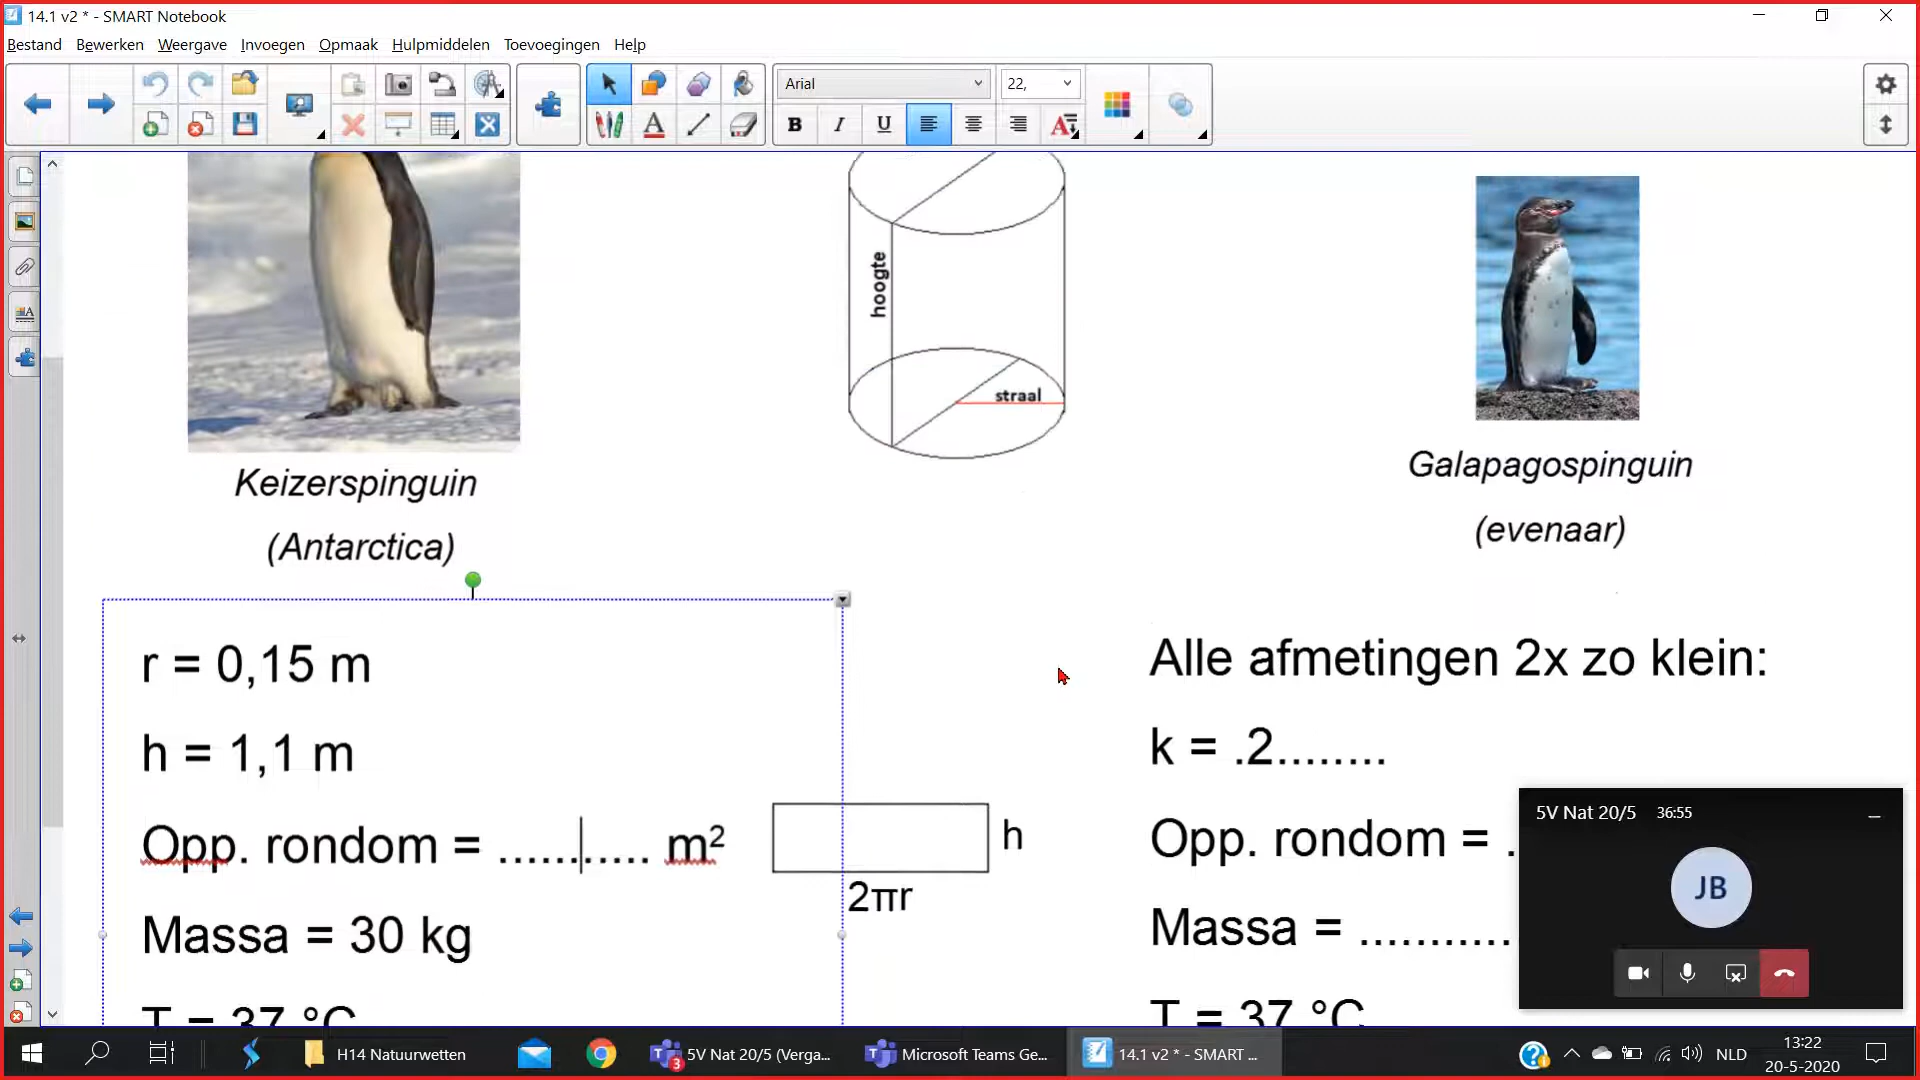 14.1 v2 * - SMART Notebook
Bestand Bewerken Weergave Invoegen Opmaak Hulpmiddelen Toevoegingen Help
Arial
22,
B I U A
hoogte
straal
Keizerspinguin
(Antarctica)
Galapagospinguin
(evenaar)
r = 0,15 m
h = 1,1 m
Opp. rondom = ........... m²
Massa = 30 kg
T = 37 °C
h
2πr
Alle afmetingen 2x zo klein:
k = .2........
Opp. rondom = .
Massa = ...........
T = 37 °C
5V Nat 20/5 36:55
JB
H14 Natuurwetten
3
5V Nat 20/5 (Verga...
Microsoft Teams Ge...
14.1 v2 * - SMART ...
NLD
13:22
20-5-2020